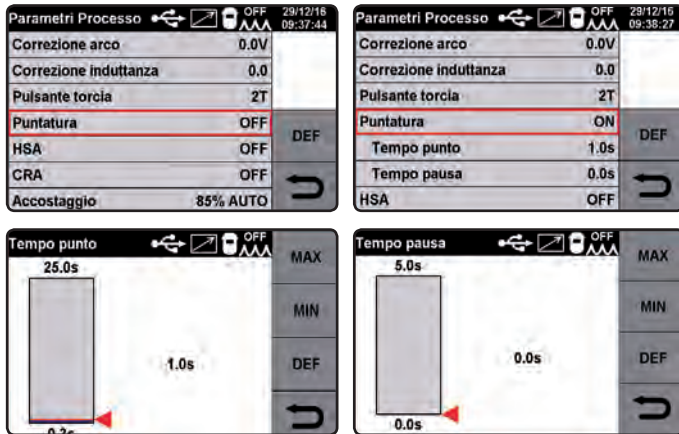 Parametri Processo OFF 29/12/16
09:37:44
Correzione arco 0.0V
Correzione induttanza 0.0
Pulsante torcia 2T
Puntatura OFF
DEF
HSA OFF
CRA OFF
Accostaggio 85% AUTO
Parametri Processo OFF 29/12/16
09:38:27
Correzione arco 0.0V
Correzione induttanza 0.0
Pulsante torcia 2T
Puntatura ON
DEF
Tempo punto 1.0s
Tempo pausa 0.0s
HSA OFF
Tempo punto OFF
MAX
25.0s
MIN
1.0s
DEF
Tempo pausa OFF
MAX
5.0s
MIN
0.0s
DEF
0.0s